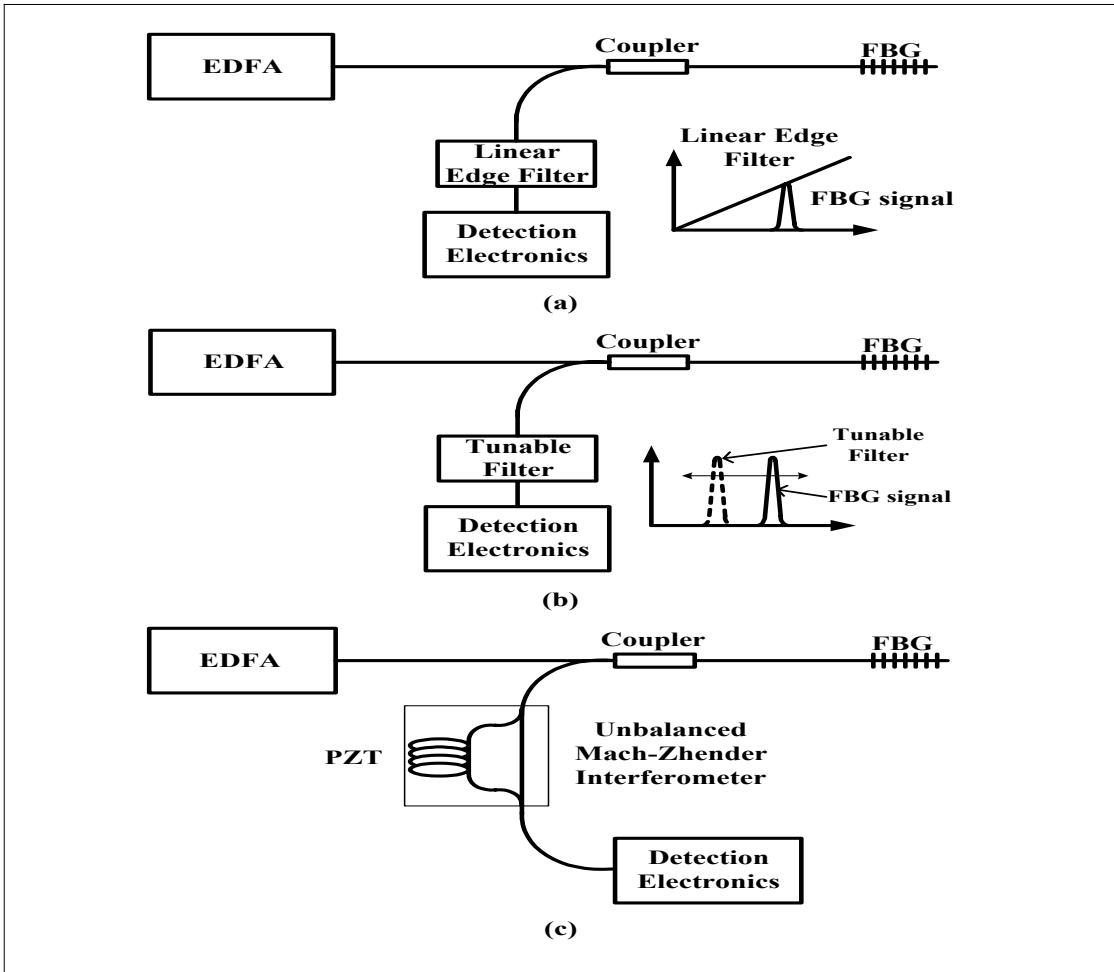 EDFA
Coupler
FBG
Linear
Edge Filter
Detection
Electronics
Linear Edge
Filter
FBG signal
(a)
EDFA
Coupler
FBG
Tunable
Filter
Detection
Electronics
Tunable
Filter
FBG signal
(b)
EDFA
Coupler
FBG
PZT
Unbalanced
Mach-Zhender
Interferometer
Detection
Electronics
(c)